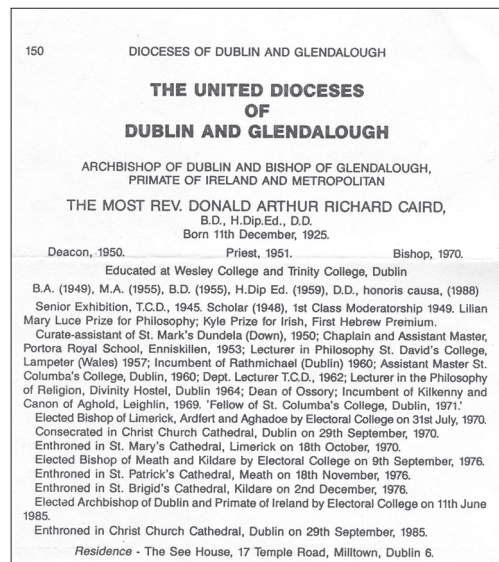 150 DIOCESES OF DUBLIN AND GLENDALOUGH
THE UNITED DIOCESES
OF
DUBLIN AND GLENDALOUGH
ARCHBISHOP OF DUBLIN AND BISHOP OF GLENDALOUGH,
PRIMATE OF IRELAND AND METROPOLITAN
THE MOST REV. DONALD ARTHUR RICHARD CAIRD,
B.D., H.Dip.Ed., D.D.
Born 11th December, 1925.
Deacon, 1950. Priest, 1951. Bishop, 1970.
Educated at Wesley College and Trinity College, Dublin
B.A. (1949), M.A. (1955), B.D. (1955), H.Dip Ed. (1959), D.D., honoris causa, (1988)
Senior Exhibition, T.C.D., 1945. Scholar (1948), 1st Class Moderatorship 1949. Lilian
Mary Luce Prize for Philosophy; Kyle Prize for Irish, First Hebrew Premium.
Curate-assistant of St. Mark's Dundela (Down), 1950; Chaplain and Assistant Master,
Portora Royal School, Enniskillen, 1953; Lecturer in Philosophy St. David's College,
Lampeter (Wales) 1957; Incumbent of Rathmichael (Dublin) 1960; Assistant Master St.
Columba's College, Dublin, 1960; Dept. Lecturer T.C.D., 1962; Lecturer in the Philosophy
of Religion, Divinity Hostel, Dublin 1964; Dean of Ossory; Incumbent of Kilkenny and
Canon of Aghold, Leighlin, 1969. 'Fellow of St. Columba's College, Dublin, 1971.'
Elected Bishop of Limerick, Ardfert and Aghadoe by Electoral College on 31st July, 1970.
Consecrated in Christ Church Cathedral, Dublin on 29th September, 1970.
Enthroned in St. Mary's Cathedral, Limerick on 18th October, 1970.
Elected Bishop of Meath and Kildare by Electoral College on 9th September, 1976.
Enthroned in St. Patrick's Cathedral, Meath on 18th November, 1976.
Enthroned in St. Brigid's Cathedral, Kildare on 2nd December, 1976.
Elected Archbishop of Dublin and Primate of Ireland by Electoral College on 11th June
1985.
Enthroned in Christ Church Cathedral, Dublin on 29th September, 1985.
Residence - The See House, 17 Temple Road, Milltown, Dublin 6.